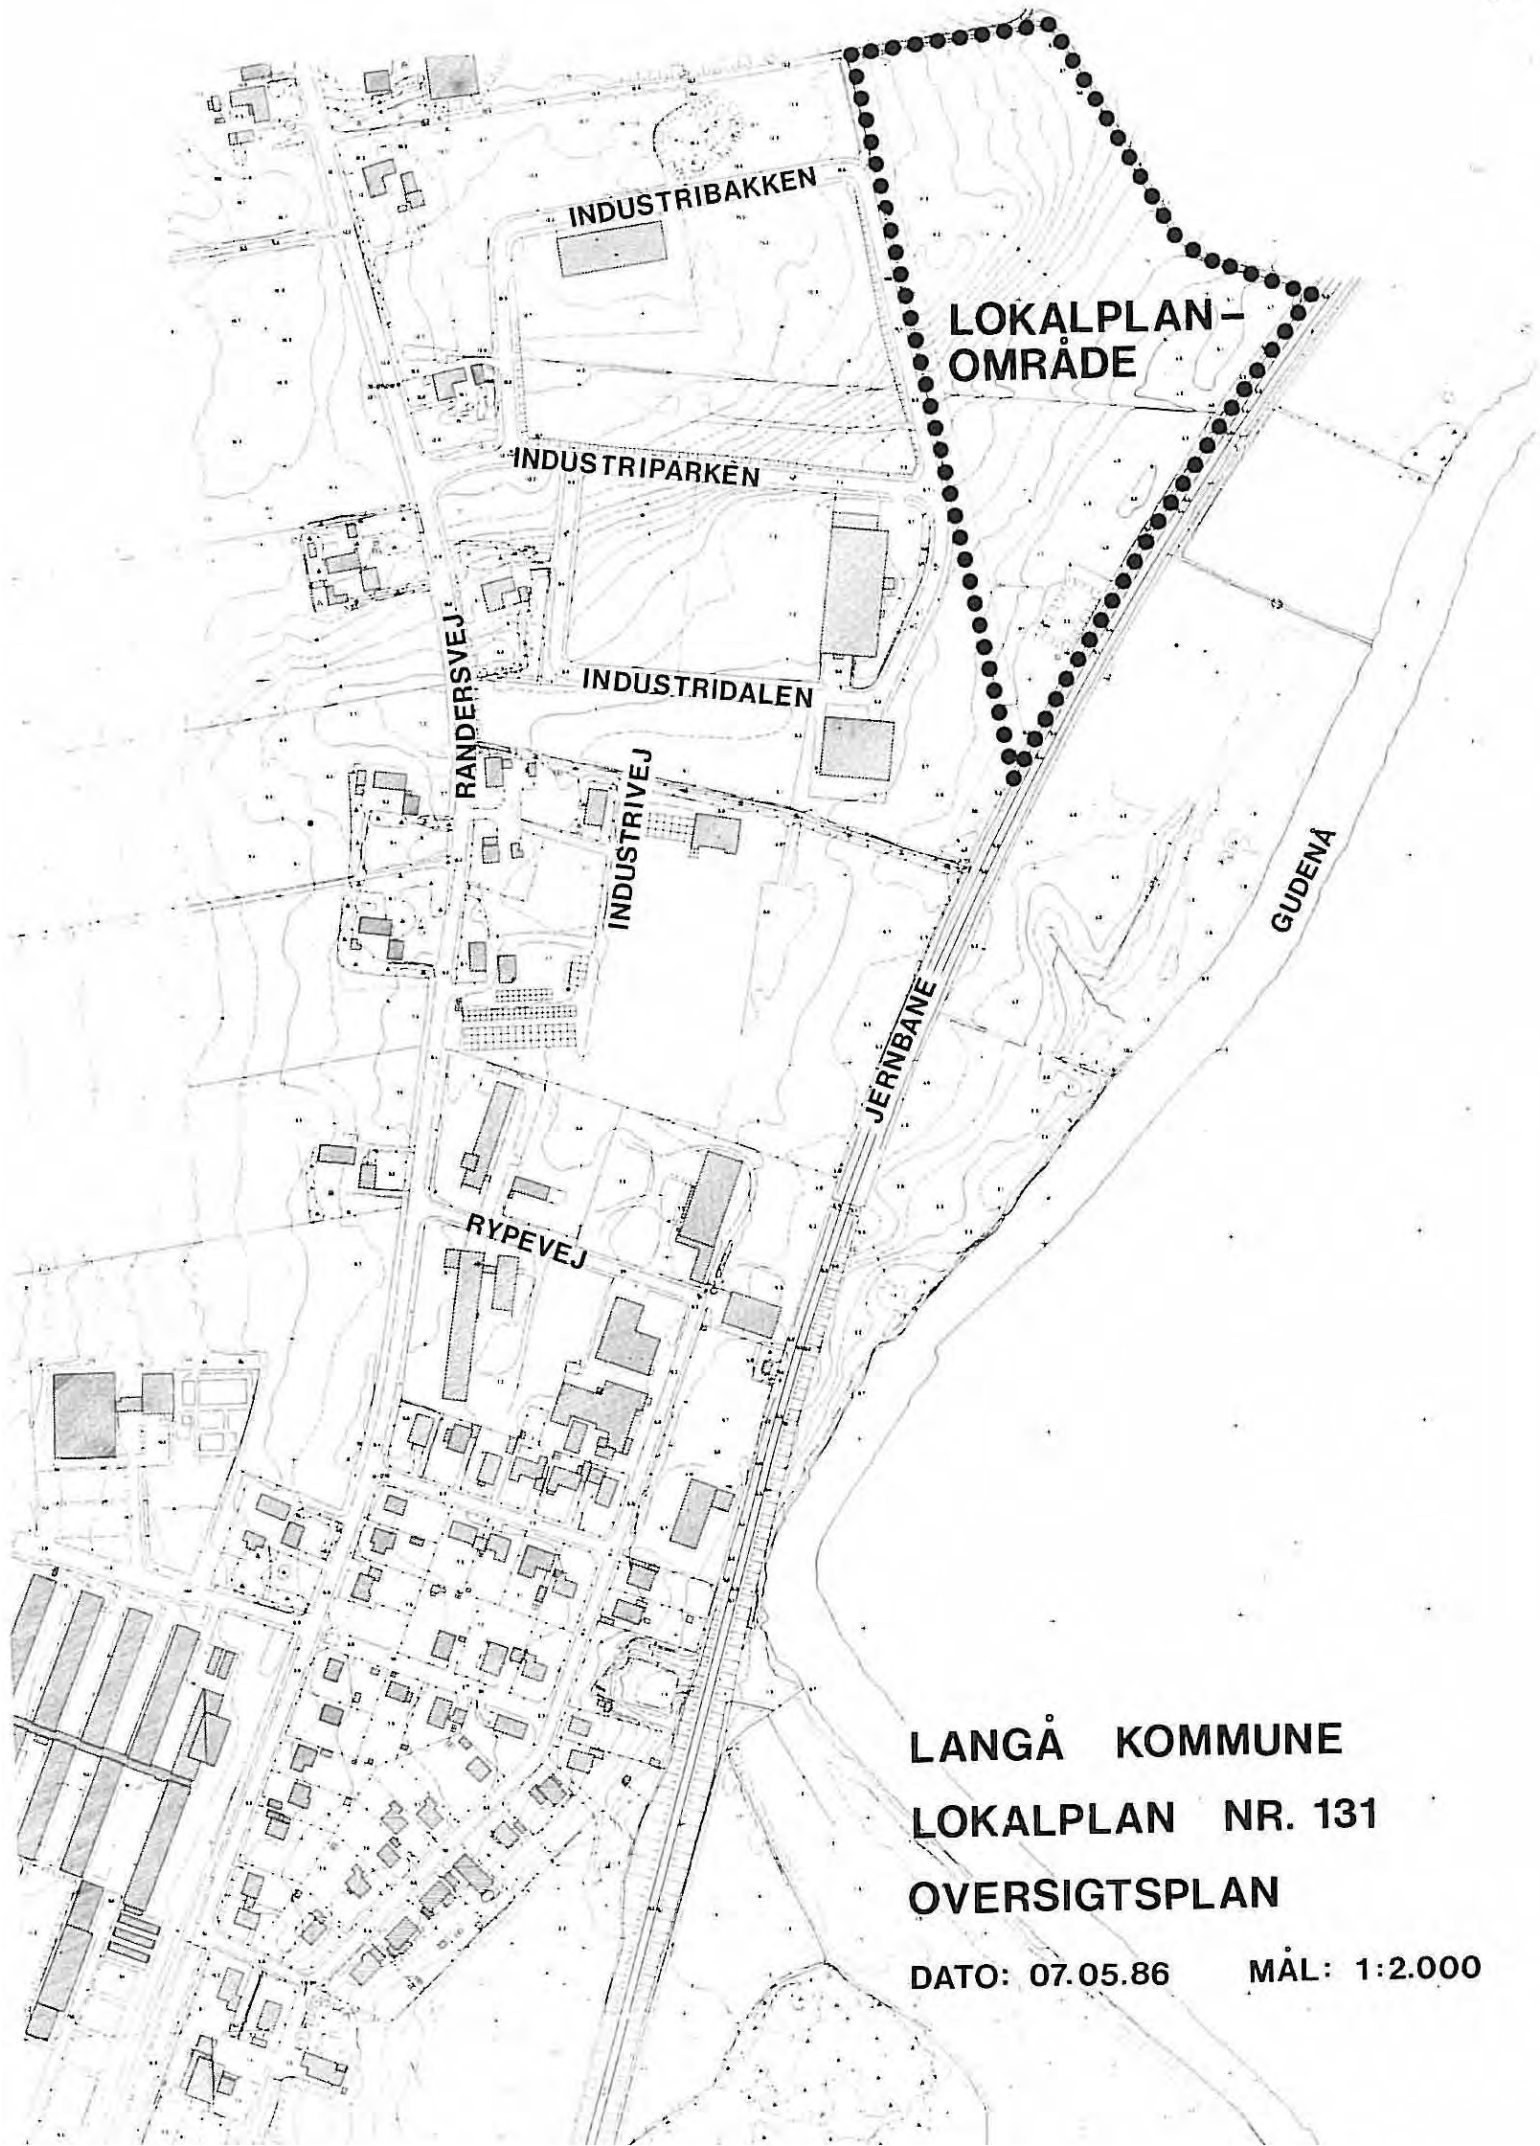 INDUSTRIBAKKEN
LOKALPLAN-
OMRÅDE
INDUSTRIPARKEN
RANDERSVEJ
INDUSTRIDALEN
INDUSTRIVEJ
GUDENÅ
JERNBANE
RYPEVEJ
LANGÅ KOMMUNE
LOKALPLAN NR. 131
OVERSIGTSPLAN
DATO: 07.05.86 MÅL: 1:2.000